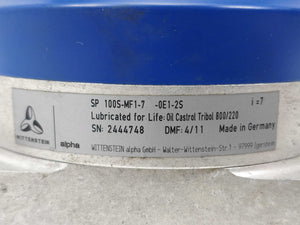 SP 100S-MF1-7 -0E1-2S i=7
Lubricated for Life: Oil Castrol Tribol 800/220
SN: 2444748 DMF: 4/11 Made in Germany
WITTENSTEIN alpha
WITTENSTEIN alpha GmbH - Walter-Wittenstein-Str.1 - 97999 Igersheim